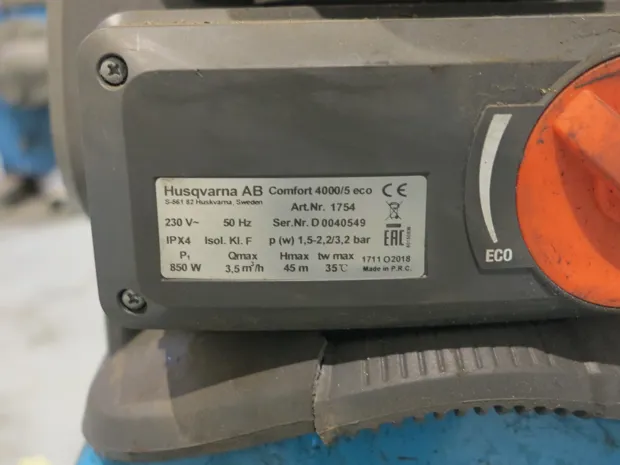 Husqvarna AB Comfort 4000/5 eco CE
S-561 82 Huskvarna, Sweden
Art.Nr. 1754
230 V~ 50 Hz Ser.Nr. D 0040549
IPX4 Isol. Kl. F p (w) 1,5-2,2/3,2 bar EAC
P₁ Qmax Hmax tw max 1711 O2018
850 W 3,5 m³/h 45 m 35℃ Made in P.R.C.
ECO